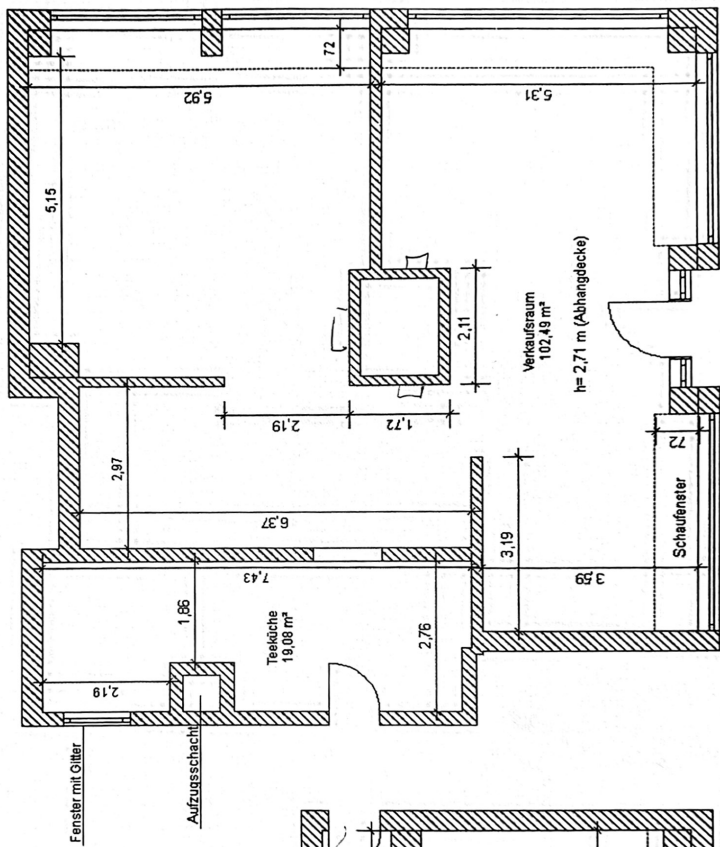 72
5,92
5,31
5,15
Verkaufsraum
102,49 m²
h= 2,71 m (Abhangdecke)
2,11
2,19
1,72
2,97
6,37
72
Schaufenster
3,19
3,59
7,43
1,86
Teeküche
19,08 m²
2,76
2,19
Fenster mit Gitter
Aufzugsschacht